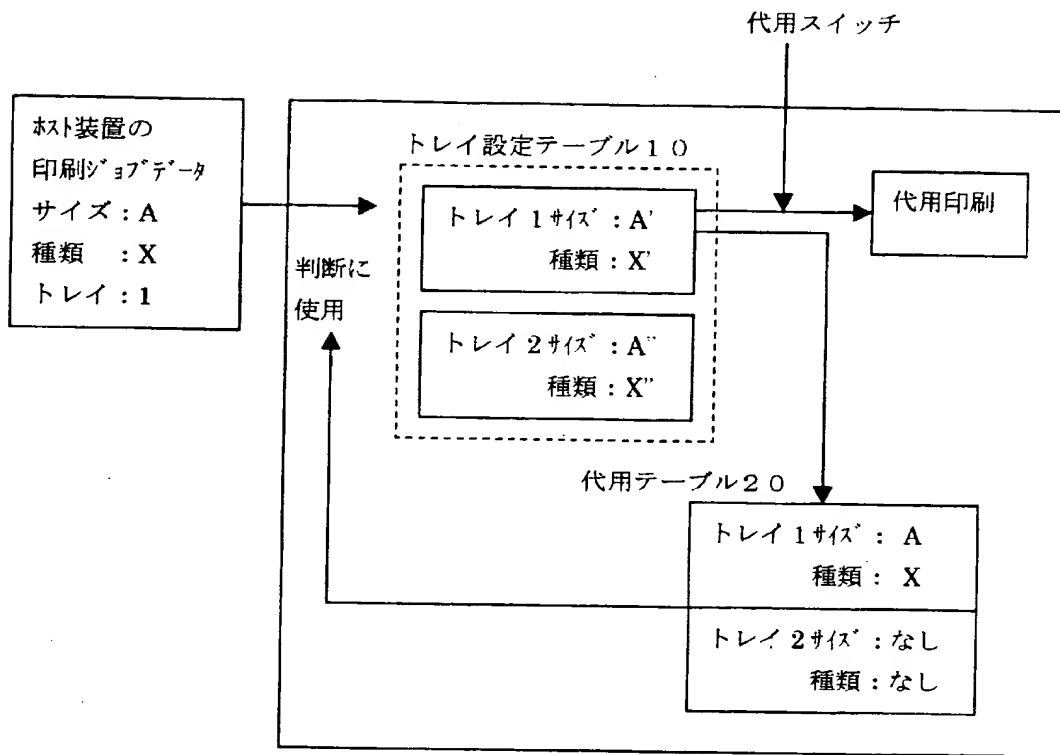 代用スイッチ
ﾎｽﾄ装置の
印刷ｼﾞｮﾌﾞﾃﾞｰﾀ
サイズ：A
種類　：X
トレイ：1
トレイ設定テーブル１０
トレイ 1 ｻｲｽﾞ：A'
種類：X'
トレイ 2 ｻｲｽﾞ：A"
種類：X"
代用印刷
判断に
使用
代用テーブル２０
トレイ 1 ｻｲｽﾞ：A
種類：X
トレイ 2 ｻｲｽﾞ：なし
種類：なし